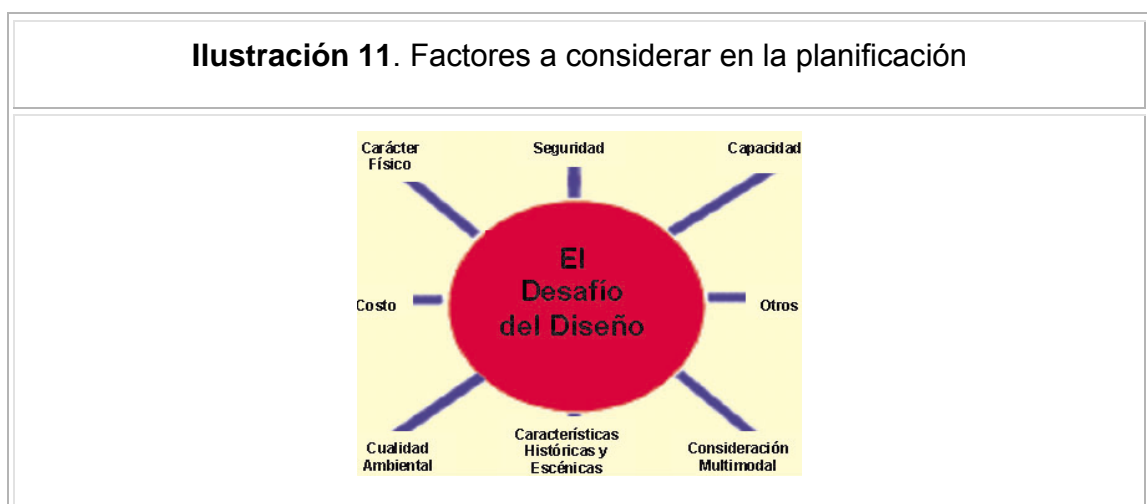 Ilustración 11. Factores a considerar en la planificación
Carácter
Físico
Seguridad
Capacidad
El
Desafío
del Diseño
Costo
Otros
Cualidad
Ambiental
Características
Históricas y
Escénicas
Consideración
Multimodal